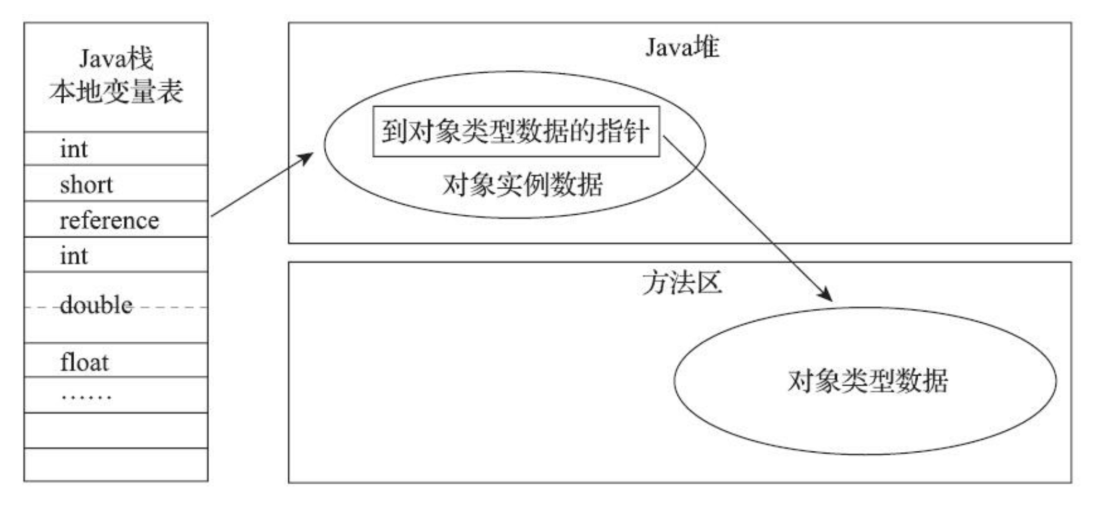 Java栈
本地变量表
int
short
reference
int
double
float
……
Java堆
到对象类型数据的指针
对象实例数据
方法区
对象类型数据